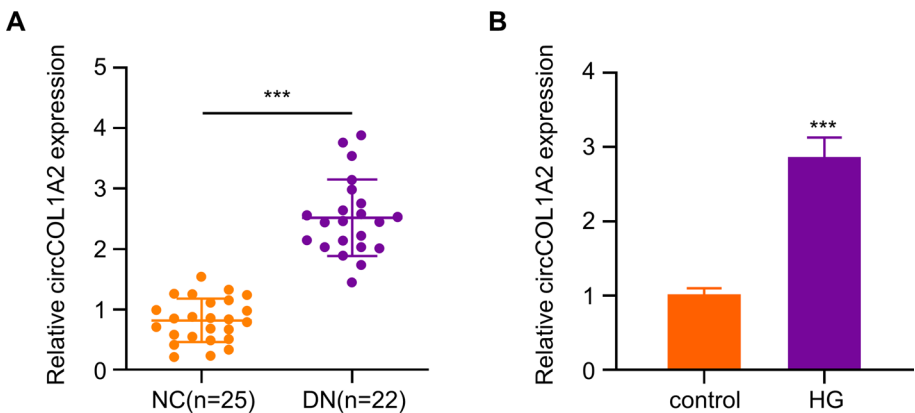 A
Relative circCOL1A2 expression
5
4
3
2
1
0
***
NC(n=25)
DN(n=22)
B
Relative circCOL1A2 expression
4
3
2
1
0
***
control
HG